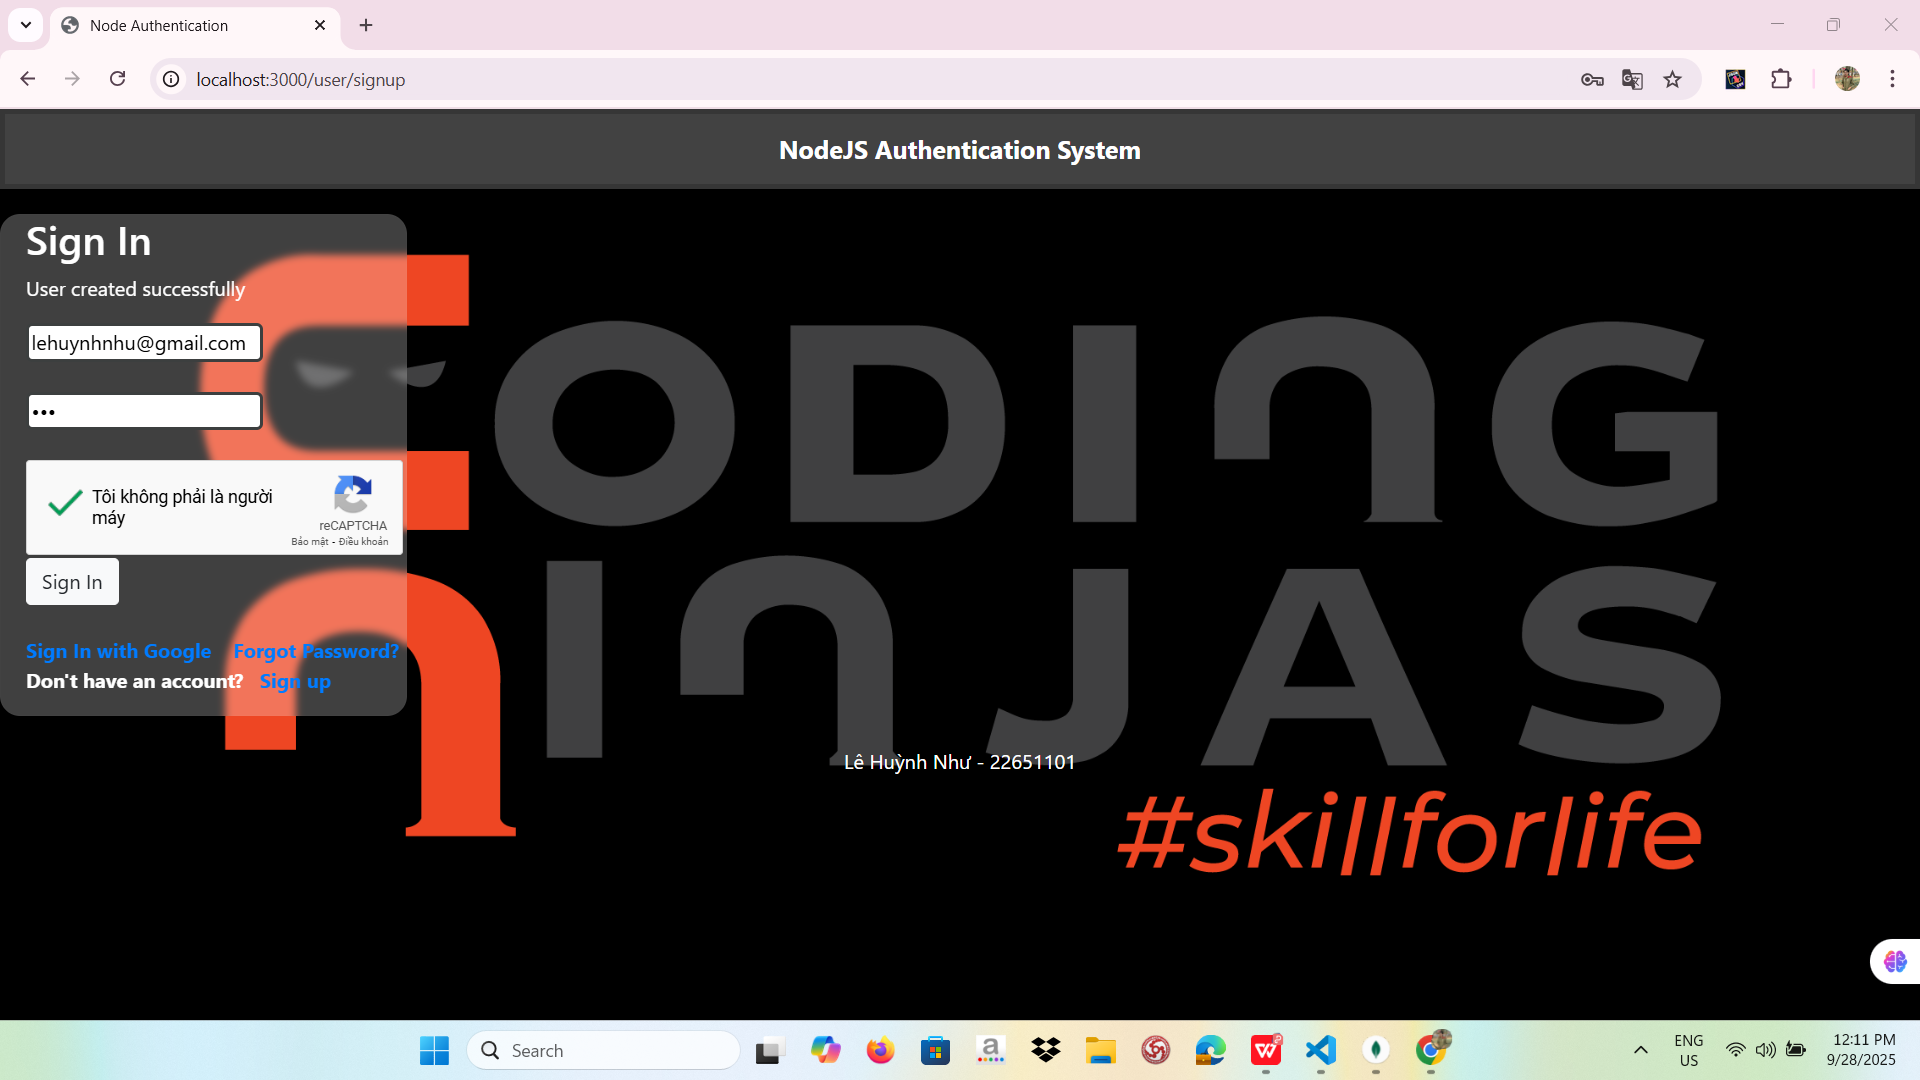 Node Authentication
localhost:3000/user/signup
NodeJS Authentication System
Sign In
User created successfully
lehuynhnhu@gmail.com
•••
Tôi không phải là người
máy
reCAPTCHA
Bảo mật - Điều khoản
Sign In
Sign In with Google Forgot Password?
Don't have an account? Sign up
CODING
NINJAS
Lê Huỳnh Như - 22651101
#skillforlife
Search
ENG
US
12:11 PM
9/28/2025